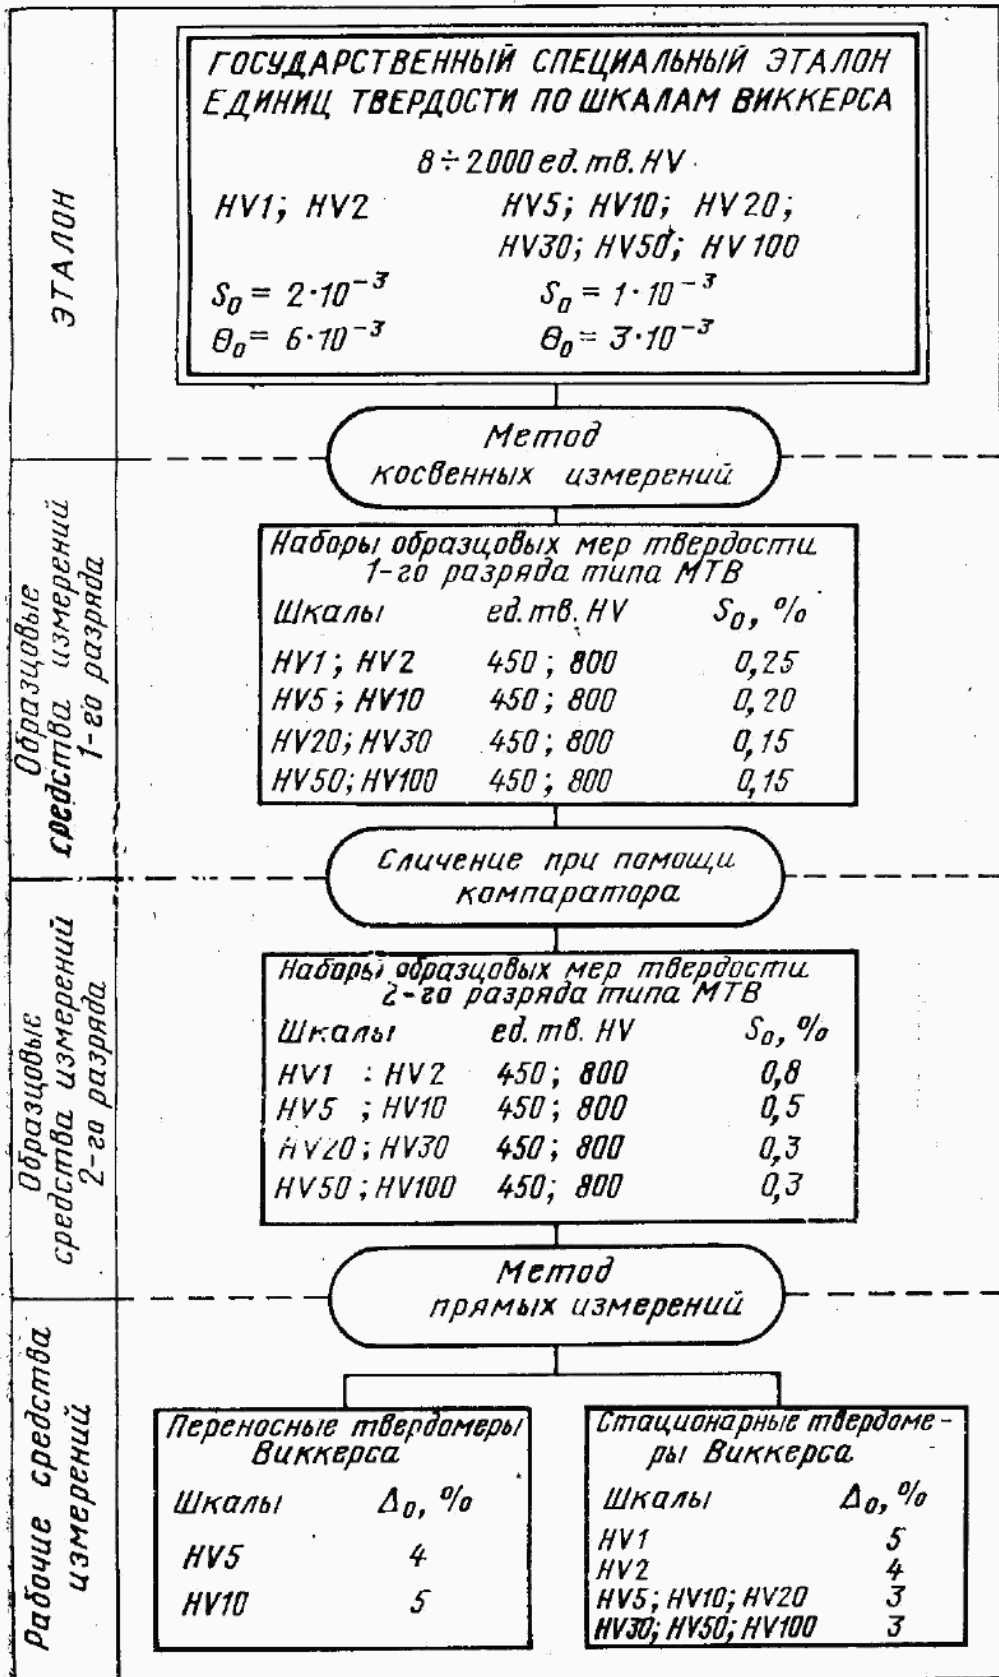 ЭТАЛОН
ГОСУДАРСТВЕННЫЙ СПЕЦИАЛЬНЫЙ ЭТАЛОН
ЕДИНИЦ ТВЕРДОСТИ ПО ШКАЛАМ ВИККЕРСА
8÷2000 ед. тв. HV
HV1; HV2 HV5; HV10; HV20;
HV30; HV50; HV100
S₀ = 2·10⁻³ S₀ = 1·10⁻³
Θ₀ = 6·10⁻³ Θ₀ = 3·10⁻³
Метод
косвенных измерений
Образцовые
средства измерений
1-го разряда
Наборы образцовых мер твердости
1-го разряда типа МТВ
Шкалы ед. тв. HV S₀, %
HV1; HV2 450; 800 0,25
HV5; HV10 450; 800 0,20
HV20; HV30 450; 800 0,15
HV50; HV100 450; 800 0,15
Сличение при помощи
компаратора
Образцовые
средства измерений
2-го разряда
Наборы образцовых мер твердости
2-го разряда типа МТВ
Шкалы ед. тв. HV S₀, %
HV1 : HV2 450; 800 0,8
HV5 ; HV10 450; 800 0,5
HV20; HV30 450; 800 0,3
HV50; HV100 450; 800 0,3
Метод
прямых измерений
Рабочие средства
измерений
Переносные твердомеры
Виккерса
Шкалы Δ₀, %
HV5 4
HV10 5
Стационарные твердоме-
ры Виккерса
Шкалы Δ₀, %
HV1 5
HV2 4
HV5; HV10; HV20 3
HV30; HV50; HV100 3